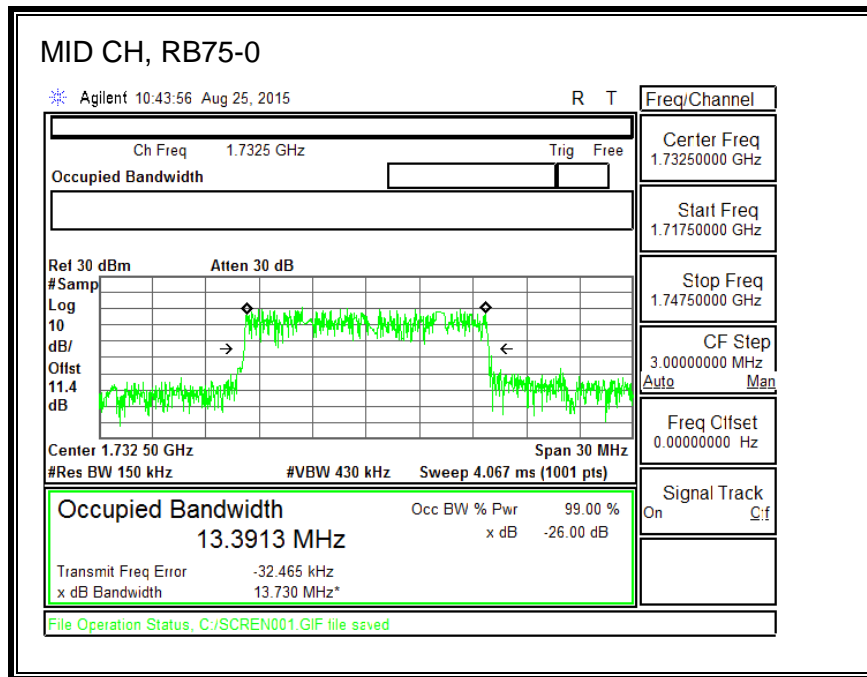 MID CH, RB75-0
Agilent 10:43:56 Aug 25, 2015 R T
Freq/Channel
Ch Freq 1.7325 GHz Trig Free
Occupied Bandwidth
Center Freq
1.73250000 GHz
Start Freq
1.71750000 GHz
Stop Freq
1.74750000 GHz
CF Step
3.00000000 MHz
Auto Man
Freq Offset
0.00000000 Hz
Signal Track
On Off
Ref 30 dBm Atten 30 dB
#Samp
Log
10
dB/
Offst
11.4
dB
Center 1.732 50 GHz Span 30 MHz
#Res BW 150 kHz #VBW 430 kHz Sweep 4.067 ms (1001 pts)
Occupied Bandwidth
13.3913 MHz
Occ BW % Pwr 99.00 %
x dB -26.00 dB
Transmit Freq Error -32.465 kHz
x dB Bandwidth 13.730 MHz*
File Operation Status, C:/SCREN001.GIF file saved